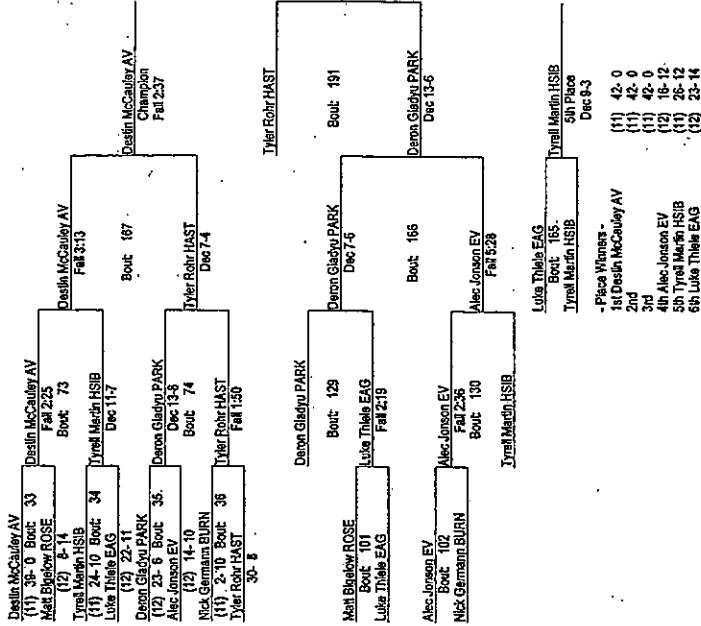 Destin McCauley AV
(11) 39- 0 Bout: 33
Matt Bigelow ROSE
(12) 8- 14
Tyrell Martin HSIB
(11) 24- 10 Bout: 34
Luke Thiele EAG
(12) 22- 11
Deron Gladyu PARK
(12) 23- 6 Bout: 35
Alec Jonson EV
(12) 14- 10
Nick Germann BURN
(11) 2- 10 Bout: 36
Tyler Rohr HAST
30- 8
Destin McCauley AV
Fall 2:25
Bout: 73
Tyrell Martin HSIB
Dec 11-7
Deron Gladyu PARK
Dec 13-8
Bout: 74
Tyler Rohr HAST
Fall 1:50
Destin McCauley AV
Fall 3:13
Bout: 167
Tyler Rohr HAST
Dec 7-4
Destin McCauley AV
Champion
Fall 2:37
Matt Bigelow ROSE
Bout: 101
Luke Thiele EAG
Alec Jonson EV
Bout: 102
Nick Germann BURN
Deron Gladyu PARK
Bout: 129
Luke Thiele EAG
Fall 2:19
Alec Jonson EV
Fall 2:36
Bout: 130
Tyrell Martin HSIB
Deron Gladyu PARK
Dec 7-6
Bout: 166
Alec Jonson EV
Fall 5:28
Tyler Rohr HAST
Bout: 191
Deron Gladyu PARK
Dec 13-6
Luke Thiele EAG
Bout: 165
Tyrell Martin HSIB
Tyrell Martin HSIB
5th Place
Dec 9-3
- Place Winners -
1st Destin McCauley AV (11) 42- 0
2nd (11) 42- 0
3rd (11) 42- 0
4th Alec Jonson EV (12) 16- 12
5th Tyrell Martin HSIB (11) 26- 12
6th Luke Thiele EAG (12) 23- 14